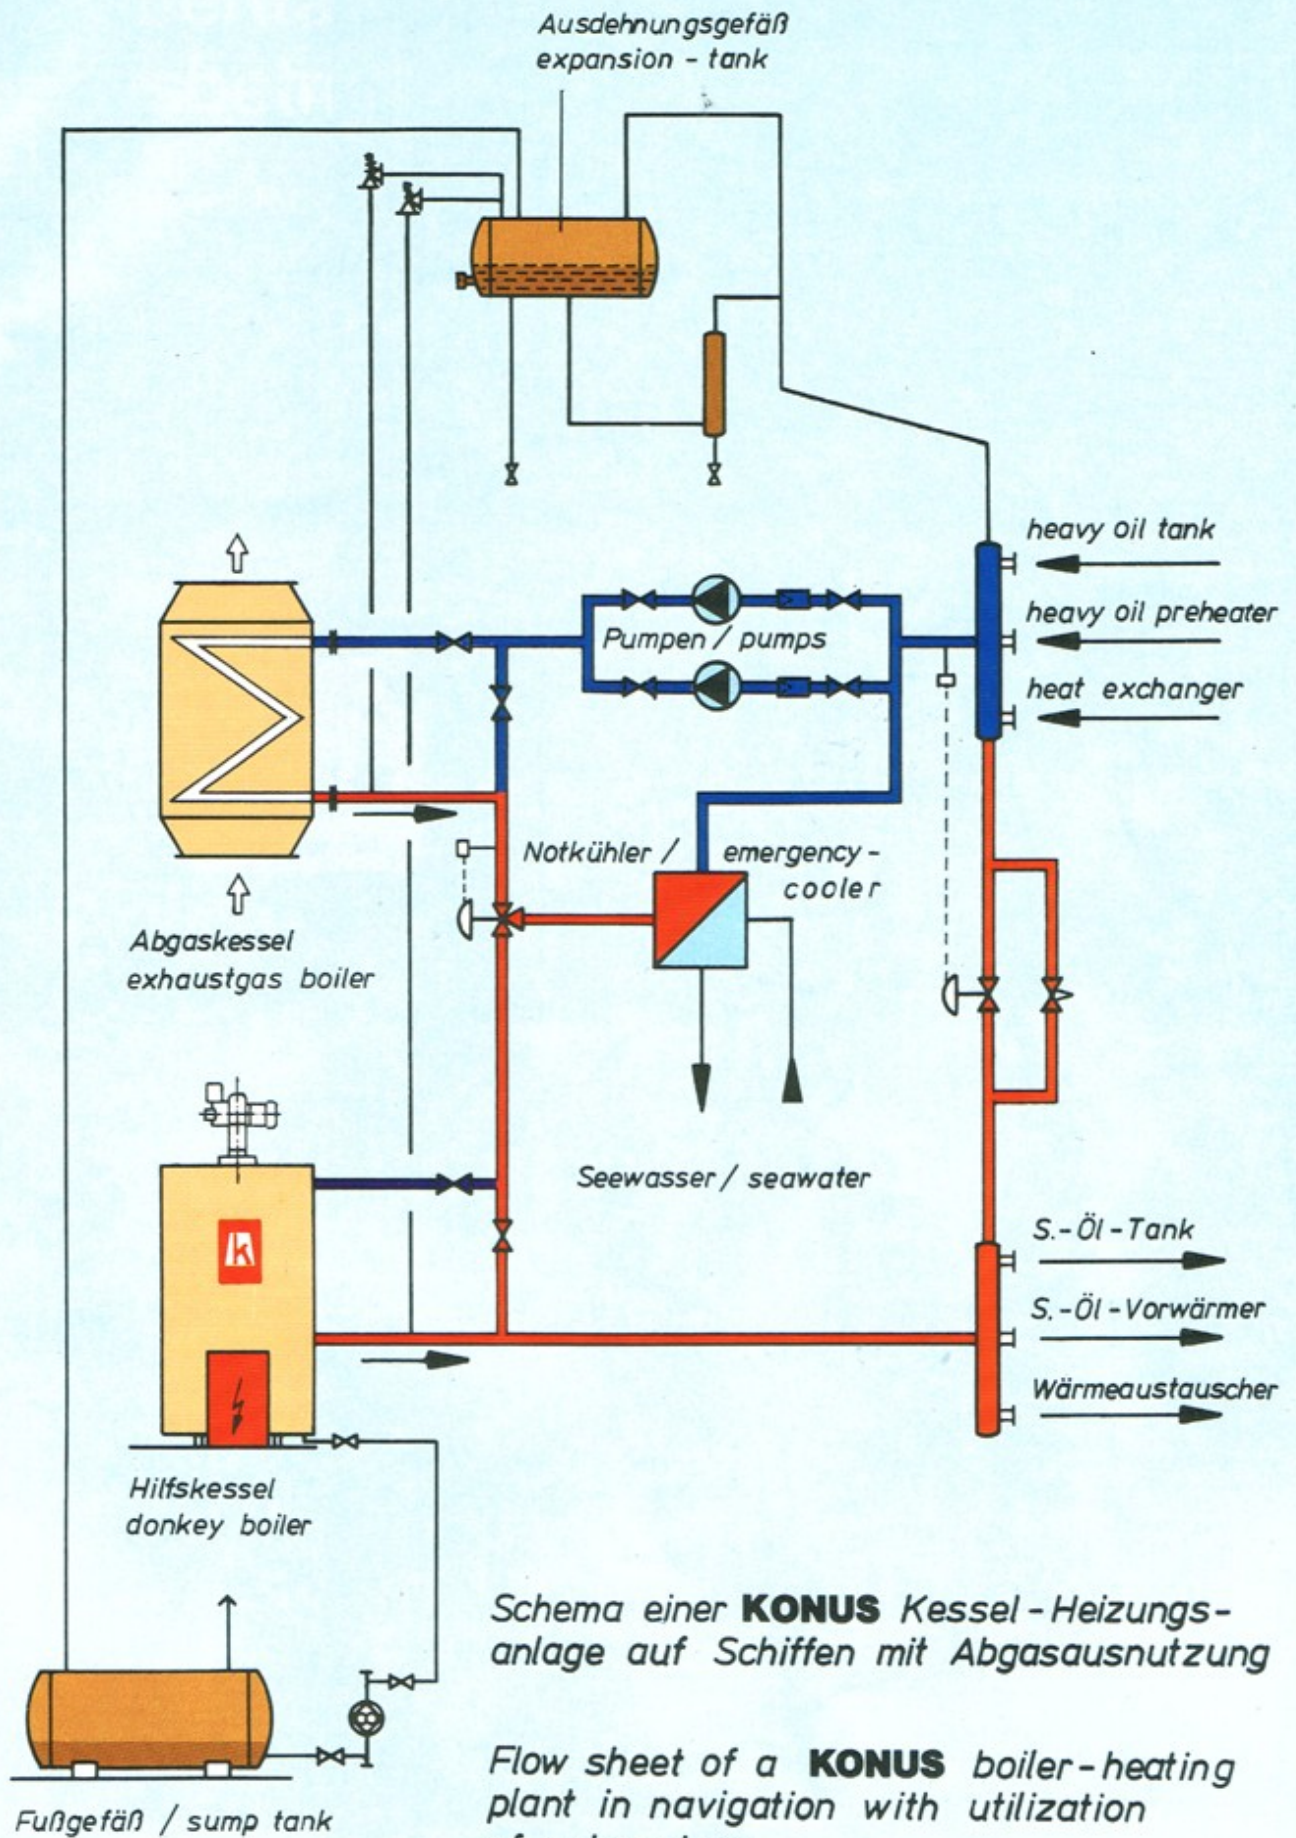 Ausdehnungsgefäß
expansion - tank
heavy oil tank
heavy oil preheater
heat exchanger
Pumpen / pumps
Notkühler / emergency-
cooler
Abgaskessel
exhaustgas boiler
Seewasser / seawater
k
S.-Öl-Tank
S.-Öl-Vorwärmer
Wärmeaustauscher
Hilfskessel
donkey boiler
Schema einer KONUS Kessel-Heizungs-
anlage auf Schiffen mit Abgasausnutzung
Flow sheet of a KONUS boiler-heating
plant in navigation with utilization
Fußgefäß / sump tank